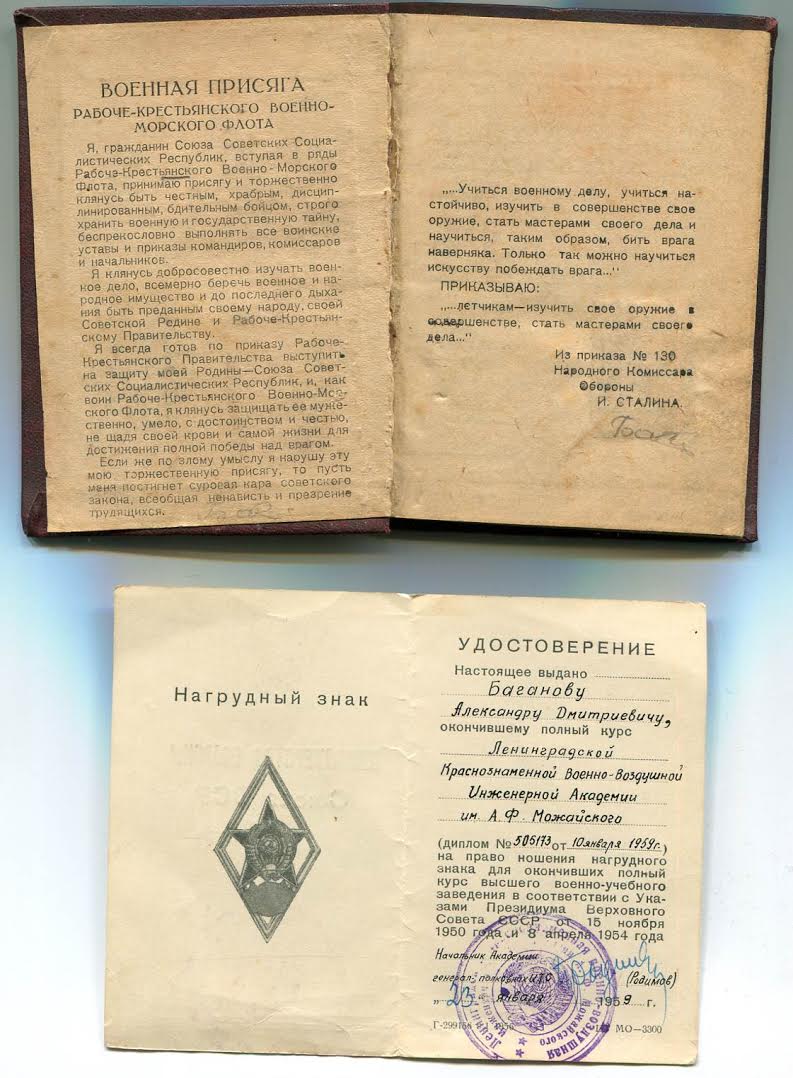 ВОЕННАЯ ПРИСЯГА
РАБОЧЕ-КРЕСТЬЯНСКОГО ВОЕННО-
МОРСКОГО ФЛОТА
Я, гражданин Союза Советских Социа-
листических Республик, вступая в ряды
Рабоче-Крестьянского Военно-Морского
Флота, принимаю присягу и торжественно
клянусь быть честным, храбрым, дисцип-
линированным, бдительным бойцом, строго
хранить военную и государственную тайну,
беспрекословно выполнять все воинские
уставы и приказы командиров, комиссаров
и начальников.
Я клянусь добросовестно изучать воен-
ное дело, всемерно беречь военное и на-
родное имущество и до последнего дыха-
ния быть преданным своему народу, своей
Советской Родине и Рабоче-Крестьян-
скому Правительству.
Я всегда готов по приказу Рабоче-
Крестьянского Правительства выступить
на защиту моей Родины—Союза Совет-
ских Социалистических Республик, и, как
воин Рабоче-Крестьянского Военно-Мор-
ского Флота, я клянусь защищать ее муже-
ственно, умело, с достоинством и честью,
не щадя своей крови и самой жизни для
достижения полной победы над врагом.
Если же по злому умыслу я нарушу эту
мою торжественную присягу, то пусть
меня постигнет суровая кара советского
закона, всеобщая ненависть и презрение
трудящихся.
„...Учиться военному делу, учиться на-
стойчиво, изучить в совершенстве свое
оружие, стать мастерами своего дела и
научиться, таким образом, бить врага
наверняка. Только так можно научиться
искусству побеждать врага..."
ПРИКАЗЫВАЮ:
„...летчикам—изучить свое оружие в
совершенстве, стать мастерами своего
дела..."
Из приказа № 130
Народного Комиссара
Обороны
И. СТАЛИНА.
Нагрудный знак
УДОСТОВЕРЕНИЕ
Настоящее выдано
Баганову
Александру Дмитриевичу,
окончившему полный курс
Ленинградской
Краснознаменной Военно-Воздушной
Инженерной Академии
им. А.Ф. Можайского
(диплом № 505173 от 10 января 1959г.)
на право ношения нагрудного
знака для окончивших полный
курс высшего военно-учебного
заведения в соответствии с Ука-
зами Президиума Верховного
Совета СССР от 15 ноября
1950 года и 8 апреля 1954 года
Начальник Академии
генерал-полковник ИТС (Родимов)
„23" января 1959 г.
Г-299156 1956 МО—3300